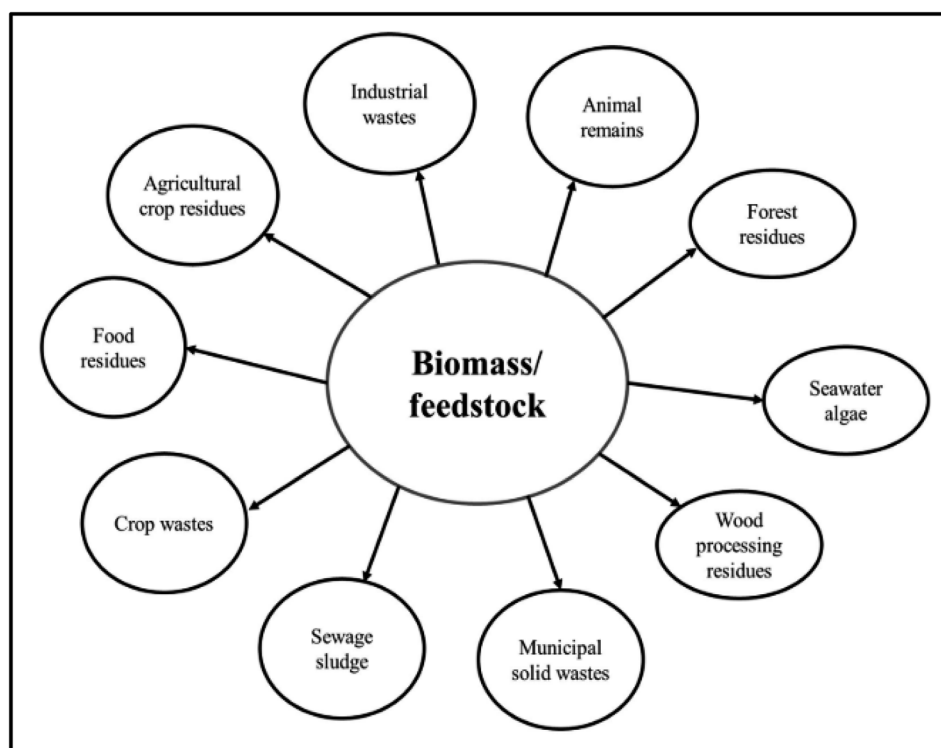 Industrial
wastes
Animal
remains
Agricultural
crop residues
Forest
residues
Food
residues
Biomass/
feedstock
Seawater
algae
Crop wastes
Wood
processing
residues
Sewage
sludge
Municipal
solid wastes